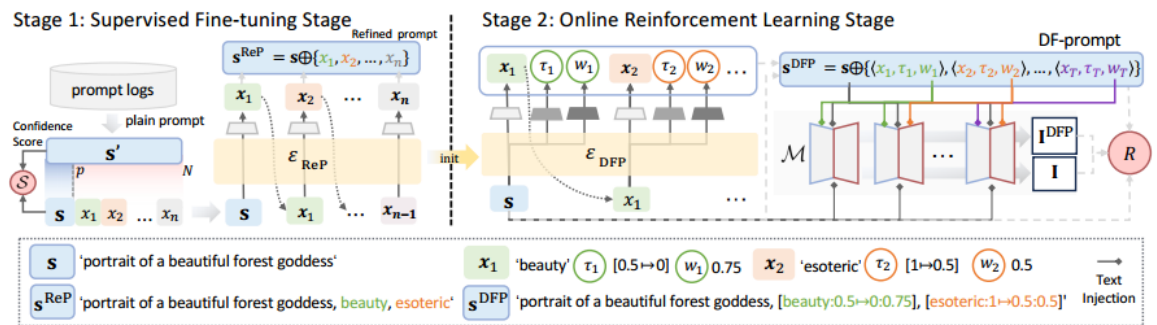 Stage 1: Supervised Fine-tuning Stage
Refined prompt
s^ReP = s⊕{x₁, x₂, ..., xₙ}
prompt logs
plain prompt
Confidence
Score
s'
S
p
N
s x₁ x₂ ... xₙ
x₁ x₂ ... xₙ
ε_ReP
s x₁ ... xₙ₋₁
init
Stage 2: Online Reinforcement Learning Stage
x₁ τ₁ w₁ x₂ τ₂ w₂ ...
ε_DFP
s x₁ ...
DF-prompt
s^DFP = s⊕{⟨x₁, τ₁, w₁⟩, ⟨x₂, τ₂, w₂⟩, ..., ⟨x_T, τ_T, w_T⟩}
M
...
I^DFP
I
R
s 'portrait of a beautiful forest goddess'
x₁ 'beauty' τ₁ [0.5↦0] w₁ 0.75 x₂ 'esoteric' τ₂ [1↦0.5] w₂ 0.5
s^ReP 'portrait of a beautiful forest goddess, beauty, esoteric'
s^DFP 'portrait of a beautiful forest goddess, [beauty:0.5↦0:0.75], [esoteric:1↦0.5:0.5]'
Text
Injection